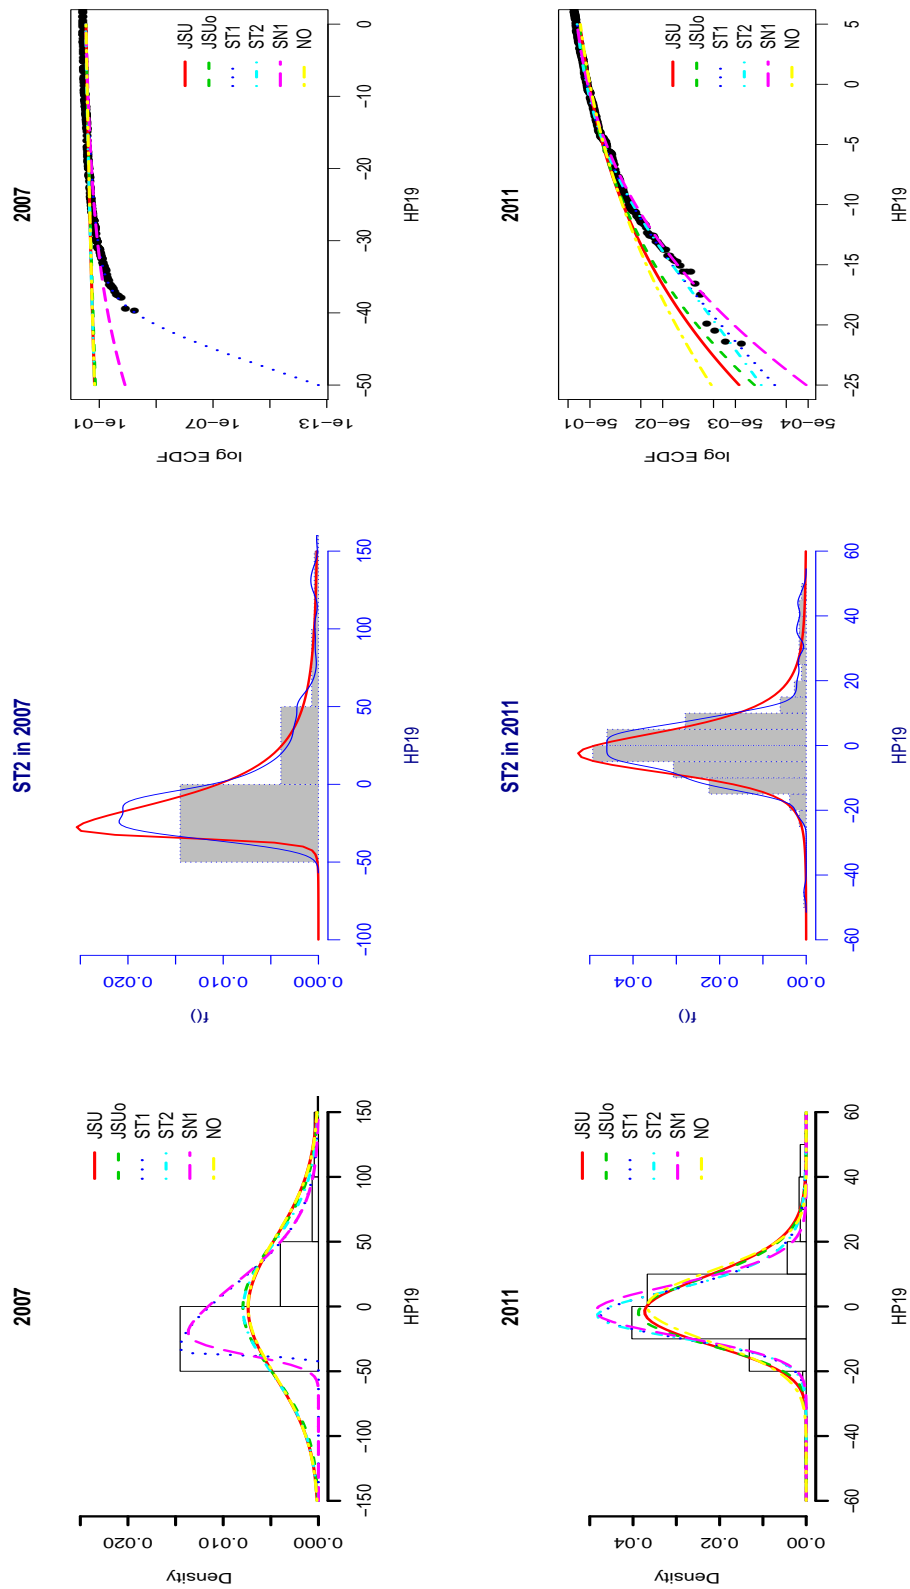 2007
Density
0.020
0.010
0.000
−150 −100 −50 0 50 100 150
HP19
JSU
JSUo
ST1
ST2
SN1
NO
ST2 in 2007
f()
0.020
0.010
0.000
−100 −50 0 50 100 150
HP19
2007
log ECDF
1e−01
1e−07
1e−13
−50 −40 −30 −20 −10 0
HP19
JSU
JSUo
ST1
ST2
SN1
NO
2011
Density
0.04
0.02
0.00
−60 −40 −20 0 20 40 60
HP19
JSU
JSUo
ST1
ST2
SN1
NO
ST2 in 2011
f()
0.04
0.02
0.00
−60 −40 −20 0 20 40 60
HP19
2011
log ECDF
5e−01
5e−02
5e−03
5e−04
−25 −20 −15 −10 −5 0 5
HP19
JSU
JSUo
ST1
ST2
SN1
NO